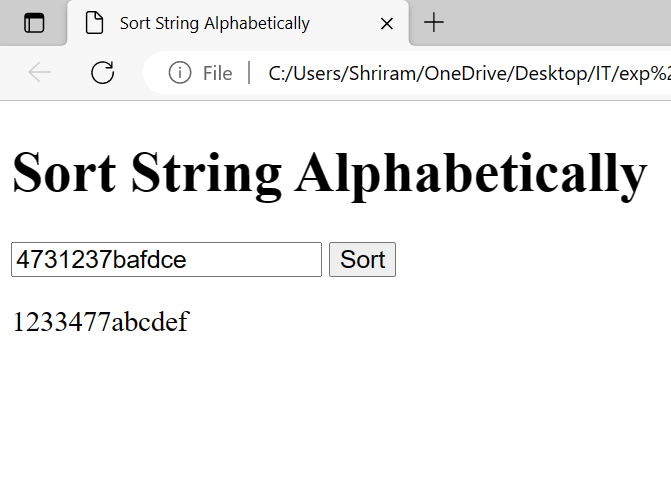 Sort String Alphabetically
File | C:/Users/Shriram/OneDrive/Desktop/IT/exp%2
Sort String Alphabetically
4731237bafdce Sort
1233477abcdef